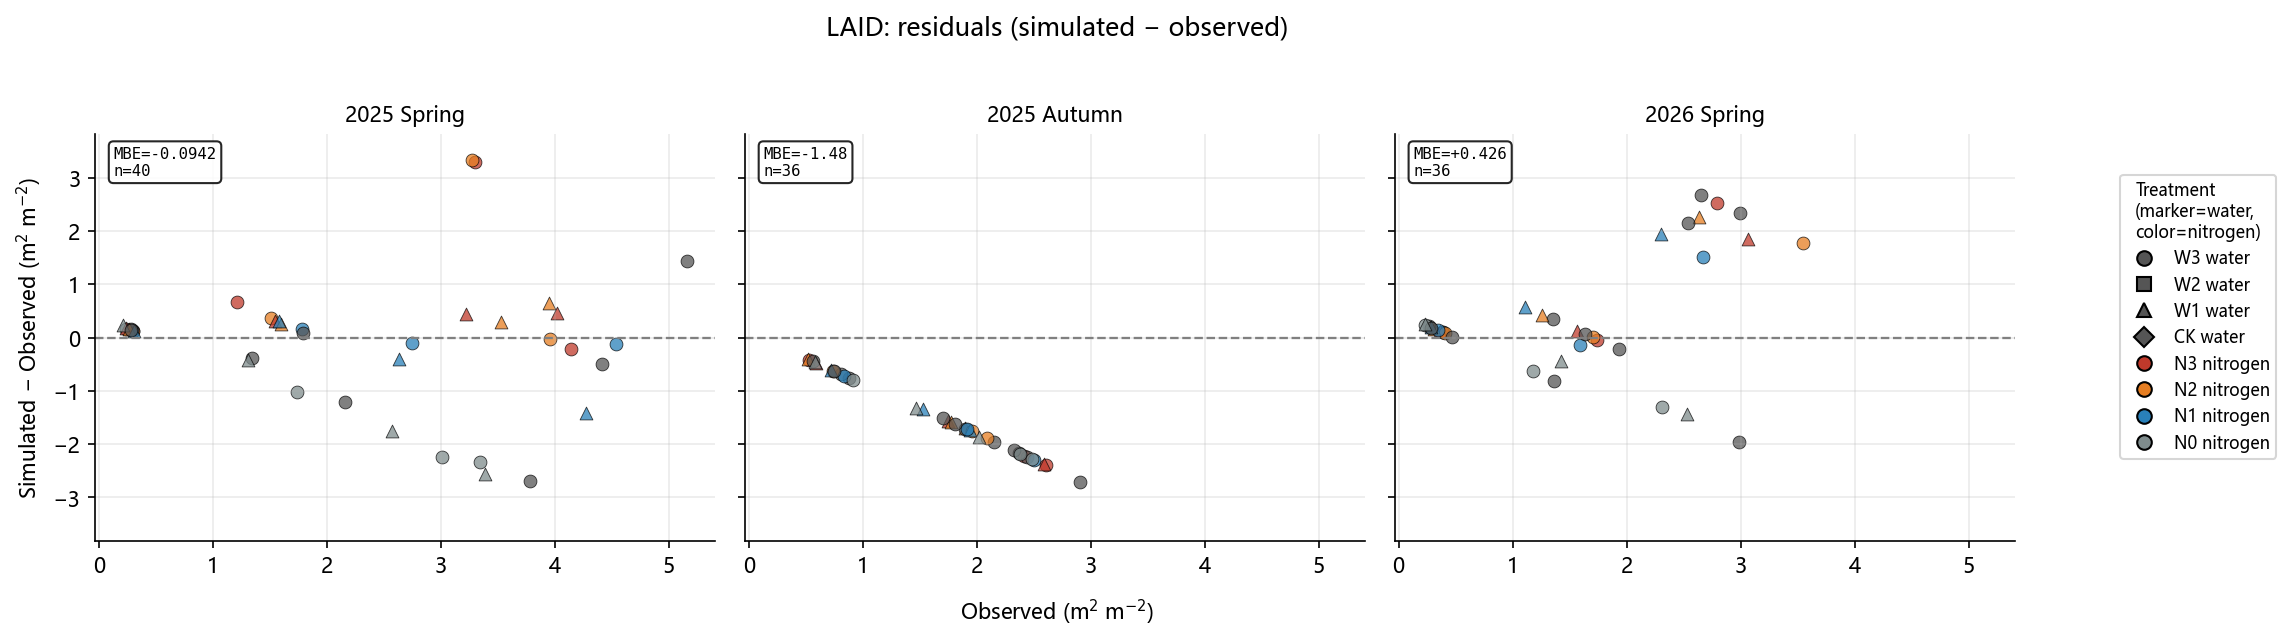 LAID: residuals (simulated − observed)
2025 Spring
2025 Autumn
2026 Spring
MBE=-0.0942
n=40
MBE=-1.48
n=36
MBE=+0.426
n=36
Simulated − Observed (m² m⁻²)
3
2
1
0
−1
−2
−3
0 1 2 3 4 5
0 1 2 3 4 5
0 1 2 3 4 5
Observed (m² m⁻²)
Treatment
(marker=water,
color=nitrogen)
W3 water
W2 water
W1 water
CK water
N3 nitrogen
N2 nitrogen
N1 nitrogen
N0 nitrogen